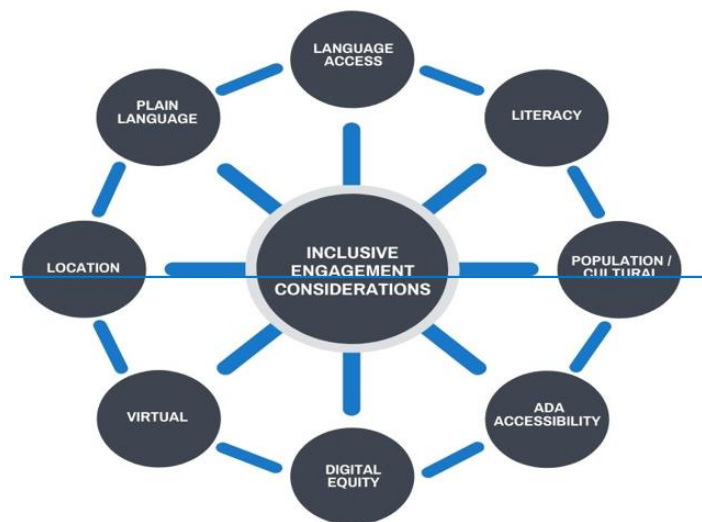 LANGUAGE
ACCESS
PLAIN
LANGUAGE
LITERACY
LOCATION
INCLUSIVE
ENGAGEMENT
CONSIDERATIONS
POPULATION /
CULTURAL
VIRTUAL
ADA
ACCESSIBILITY
DIGITAL
EQUITY